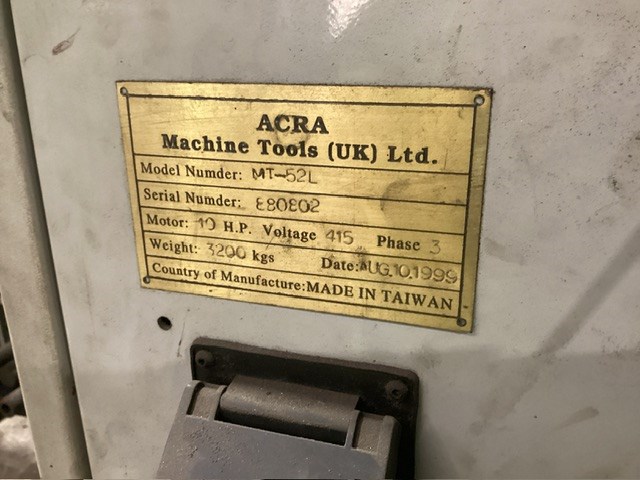 ACRA
Machine Tools (UK) Ltd.
Model Numder: MT-52L
Serial Numder: 880802
Motor: 10 H.P. Voltage 415 Phase 3
Weight: 3200 kgs Date: AUG.10.1999
Country of Manufacture:MADE IN TAIWAN